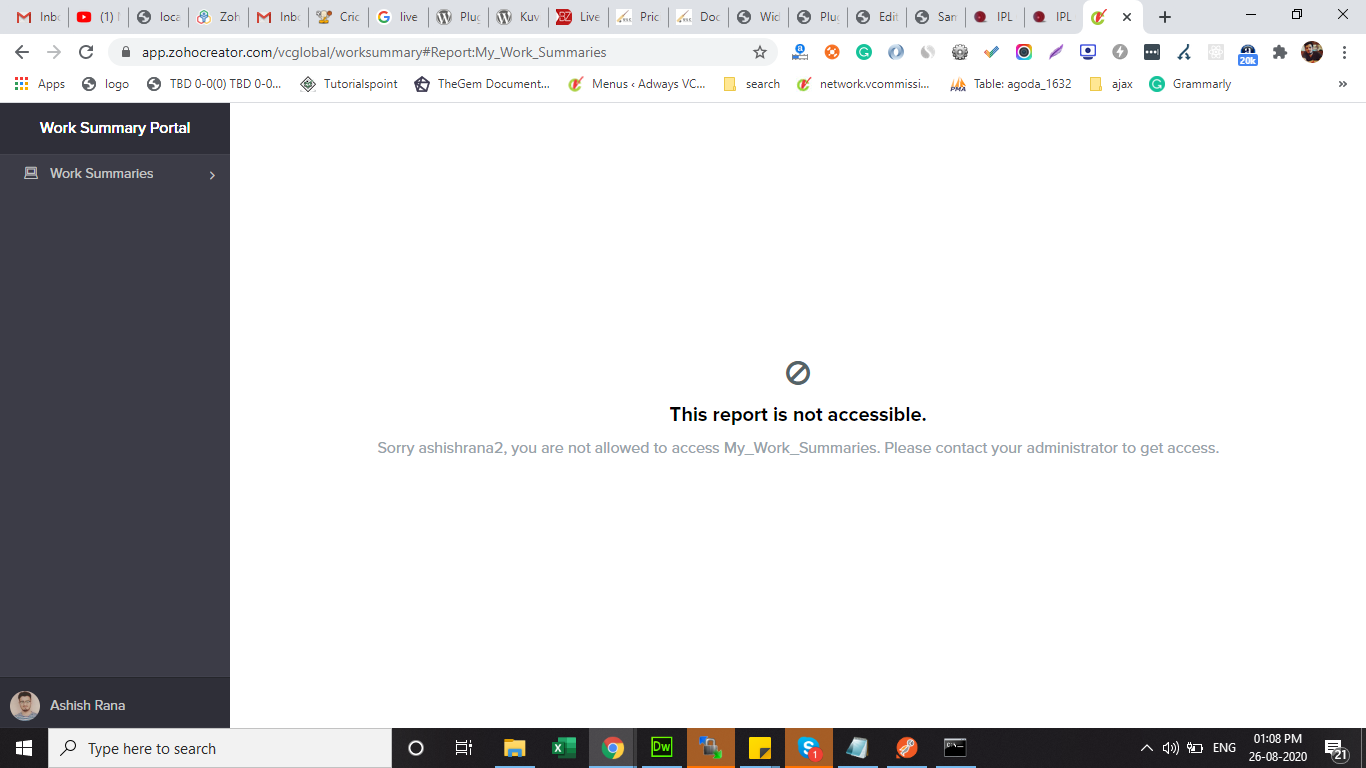 Inbo
(1)
loca
Zoh
Inbo
Cric
live
Plug
Kuv
Live
Pric
Doc
Wid
Plug
Edit
San
IPL
IPL
app.zohocreator.com/vcglobal/worksummary#Report:My_Work_Summaries
20k
Apps
logo
TBD 0-0(0) TBD 0-0...
Tutorialspoint
TheGem Document...
Menus ‹ Adways VC...
search
network.vcommissi...
PMA
Table: agoda_1632
ajax
Grammarly
»
Work Summary Portal
Work Summaries
This report is not accessible.
Sorry ashishrana2, you are not allowed to access My_Work_Summaries. Please contact your administrator to get access.
Ashish Rana
Type here to search
Dw
1
ENG
01:08 PM
26-08-2020
21